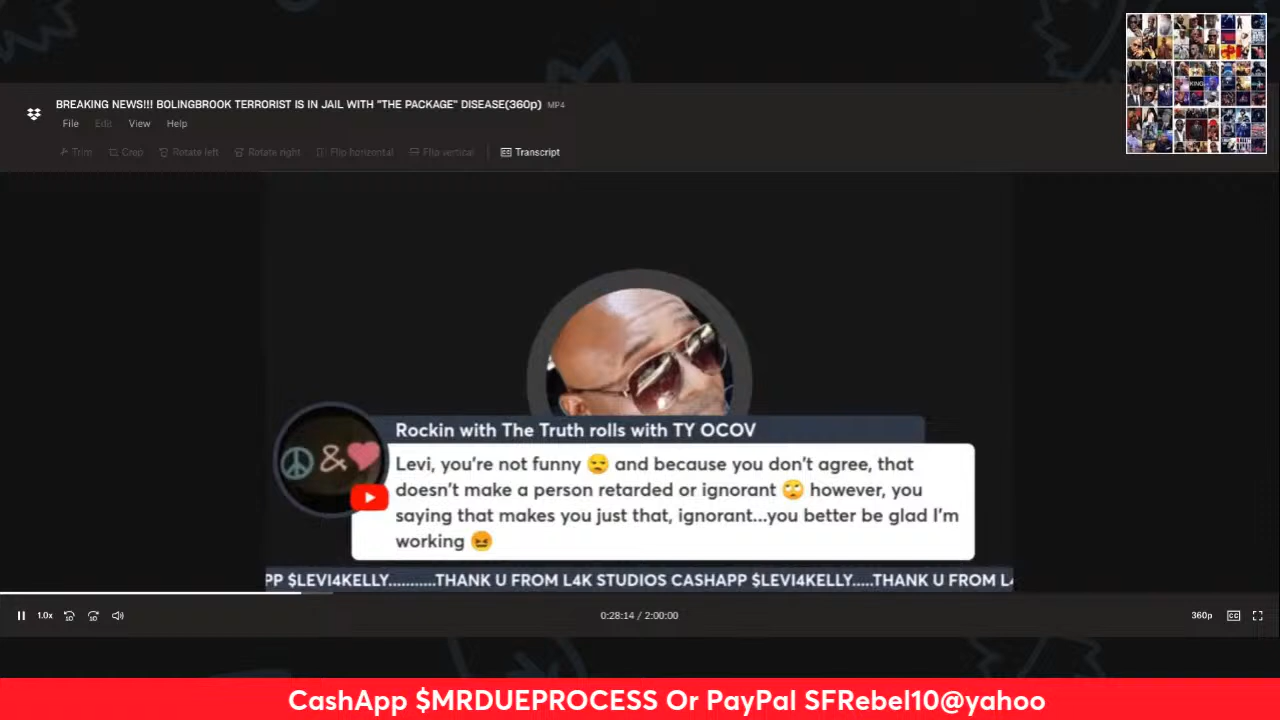 BREAKING NEWS!!! BOLINGBROOK TERRORIST IS IN JAIL WITH "THE PACKAGE" DISEASE(360p) MP4
File Edit View Help
Trim Crop Rotate left Rotate right Flip horizontal Flip vertical Transcript
Rockin with The Truth rolls with TY OCOV
&
Levi, you're not funny 😒 and because you don't agree, that
doesn't make a person retarded or ignorant 🙄 however, you
saying that makes you just that, ignorant...you better be glad I'm
working 😖
PP $LEVI4KELLY...........THANK U FROM L4K STUDIOS CASHAPP $LEVI4KELLY.....THANK U FROM L4
1.0x 10 10 0:28:14 / 2:00:00 360p CC
CashApp $MRDUEPROCESS Or PayPal SFRebel10@yahoo